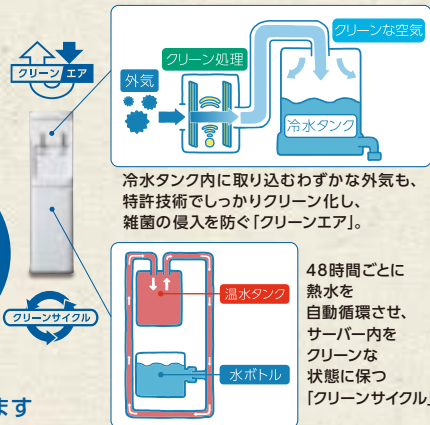 クリーン エア
クリーンな空気
クリーン処理
外気
冷水タンク
冷水タンク内に取り込むわずかな外気も、
特許技術でしっかりクリーン化し、
雑菌の侵入を防ぐ「クリーンエア」。
温水タンク
水ボトル
クリーンサイクル
48時間ごとに
熱水を
自動循環させ、
サーバー内を
クリーンな
状態に保つ
「クリーンサイクル」
ます